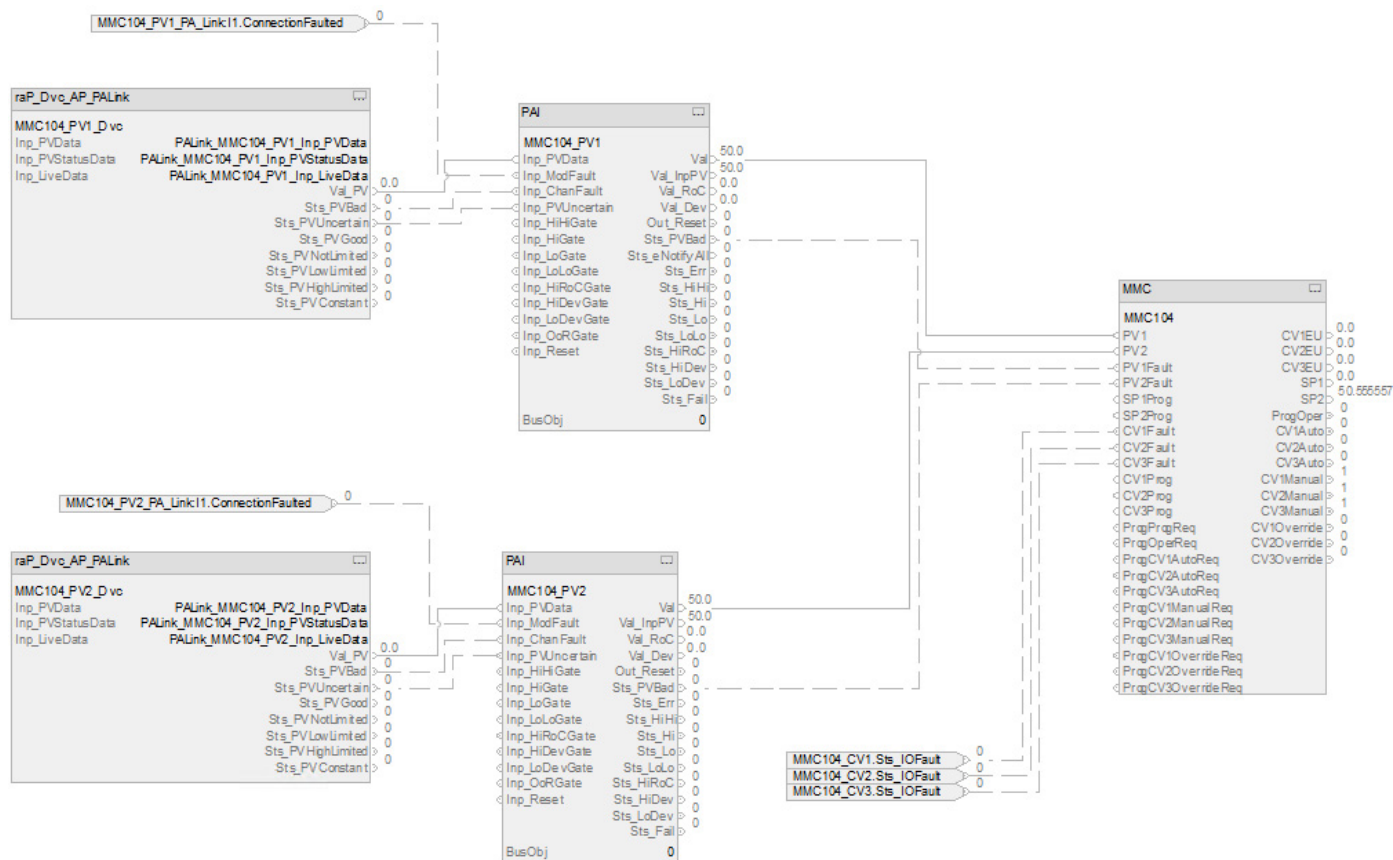 MMC104_PV1_PA_Link:I1.ConnectionFaulted 0
raP_Dvc_AP_PALink
MMC104_PV1_Dvc
Inp_PVData PALink_MMC104_PV1_Inp_PVData
Inp_PVStatusData PALink_MMC104_PV1_Inp_PVStatusData
Inp_LiveData PALink_MMC104_PV1_Inp_LiveData
Val_PV 0.0
Sts_PVBad 0
Sts_PVUncertain 0
Sts_PVGood 0
Sts_PVNotLimited 0
Sts_PVLowLimited 0
Sts_PVHighLimited 0
Sts_PVConstant 0
PAI
MMC104_PV1
Inp_PVData Val 50.0
Inp_ModFault Val_InpPV 50.0
Inp_ChanFault Val_RoC 0.0
Inp_PVUncertain Val_Dev 0.0
Inp_HiHiGate Out_Reset 0
Inp_HiGate Sts_PVBad 0
Inp_LoGate Sts_eNotifyAll 0
Inp_LoLoGate Sts_Err 0
Inp_HiRoCGate Sts_HiHi 0
Inp_HiDevGate Sts_Hi 0
Inp_LoDevGate Sts_Lo 0
Inp_OoRGate Sts_LoLo 0
Inp_Reset Sts_HiRoC 0
Sts_HiDev 0
Sts_LoDev 0
Sts_Fail 0
BusObj 0
MMC104_PV2_PA_Link:I1.ConnectionFaulted 0
raP_Dvc_AP_PALink
MMC104_PV2_Dvc
Inp_PVData PALink_MMC104_PV2_Inp_PVData
Inp_PVStatusData PALink_MMC104_PV2_Inp_PVStatusData
Inp_LiveData PALink_MMC104_PV2_Inp_LiveData
Val_PV 0.0
Sts_PVBad 0
Sts_PVUncertain 0
Sts_PVGood 0
Sts_PVNotLimited 0
Sts_PVLowLimited 0
Sts_PVHighLimited 0
Sts_PVConstant 0
PAI
MMC104_PV2
Inp_PVData Val 50.0
Inp_ModFault Val_InpPV 50.0
Inp_ChanFault Val_RoC 0.0
Inp_PVUncertain Val_Dev 0.0
Inp_HiHiGate Out_Reset 0
Inp_HiGate Sts_PVBad 0
Inp_LoGate Sts_Err 0
Inp_LoLoGate Sts_HiHi 0
Inp_HiRoCGate Sts_Hi 0
Inp_HiDevGate Sts_Lo 0
Inp_LoDevGate Sts_LoLo 0
Inp_OoRGate Sts_HiRoC 0
Inp_Reset Sts_HiDev 0
Sts_LoDev 0
Sts_Fail 0
BusObj 0
MMC104_CV1.Sts_IOFault 0
MMC104_CV2.Sts_IOFault 0
MMC104_CV3.Sts_IOFault 0
MMC
MMC104
PV1 CV1EU 0.0
PV2 CV2EU 0.0
PV1Fault CV3EU 0.0
PV2Fault SP1 0.0
SP1Prog SP2 50.555557
SP2Prog ProgOper 0
CV1Fault CV1Auto 0
CV2Fault CV2Auto 0
CV3Fault CV3Auto 0
CV1Prog CV1Manual 1
CV2Prog CV2Manual 1
CV3Prog CV3Manual 1
ProgProgReq CV1Override 0
ProgOperReq CV2Override 0
ProgCV1AutoReq CV3Override 0
ProgCV2AutoReq
ProgCV3AutoReq
ProgCV1ManualReq
ProgCV2ManualReq
ProgCV3ManualReq
ProgCV1OverrideReq
ProgCV2OverrideReq
ProgCV3OverrideReq